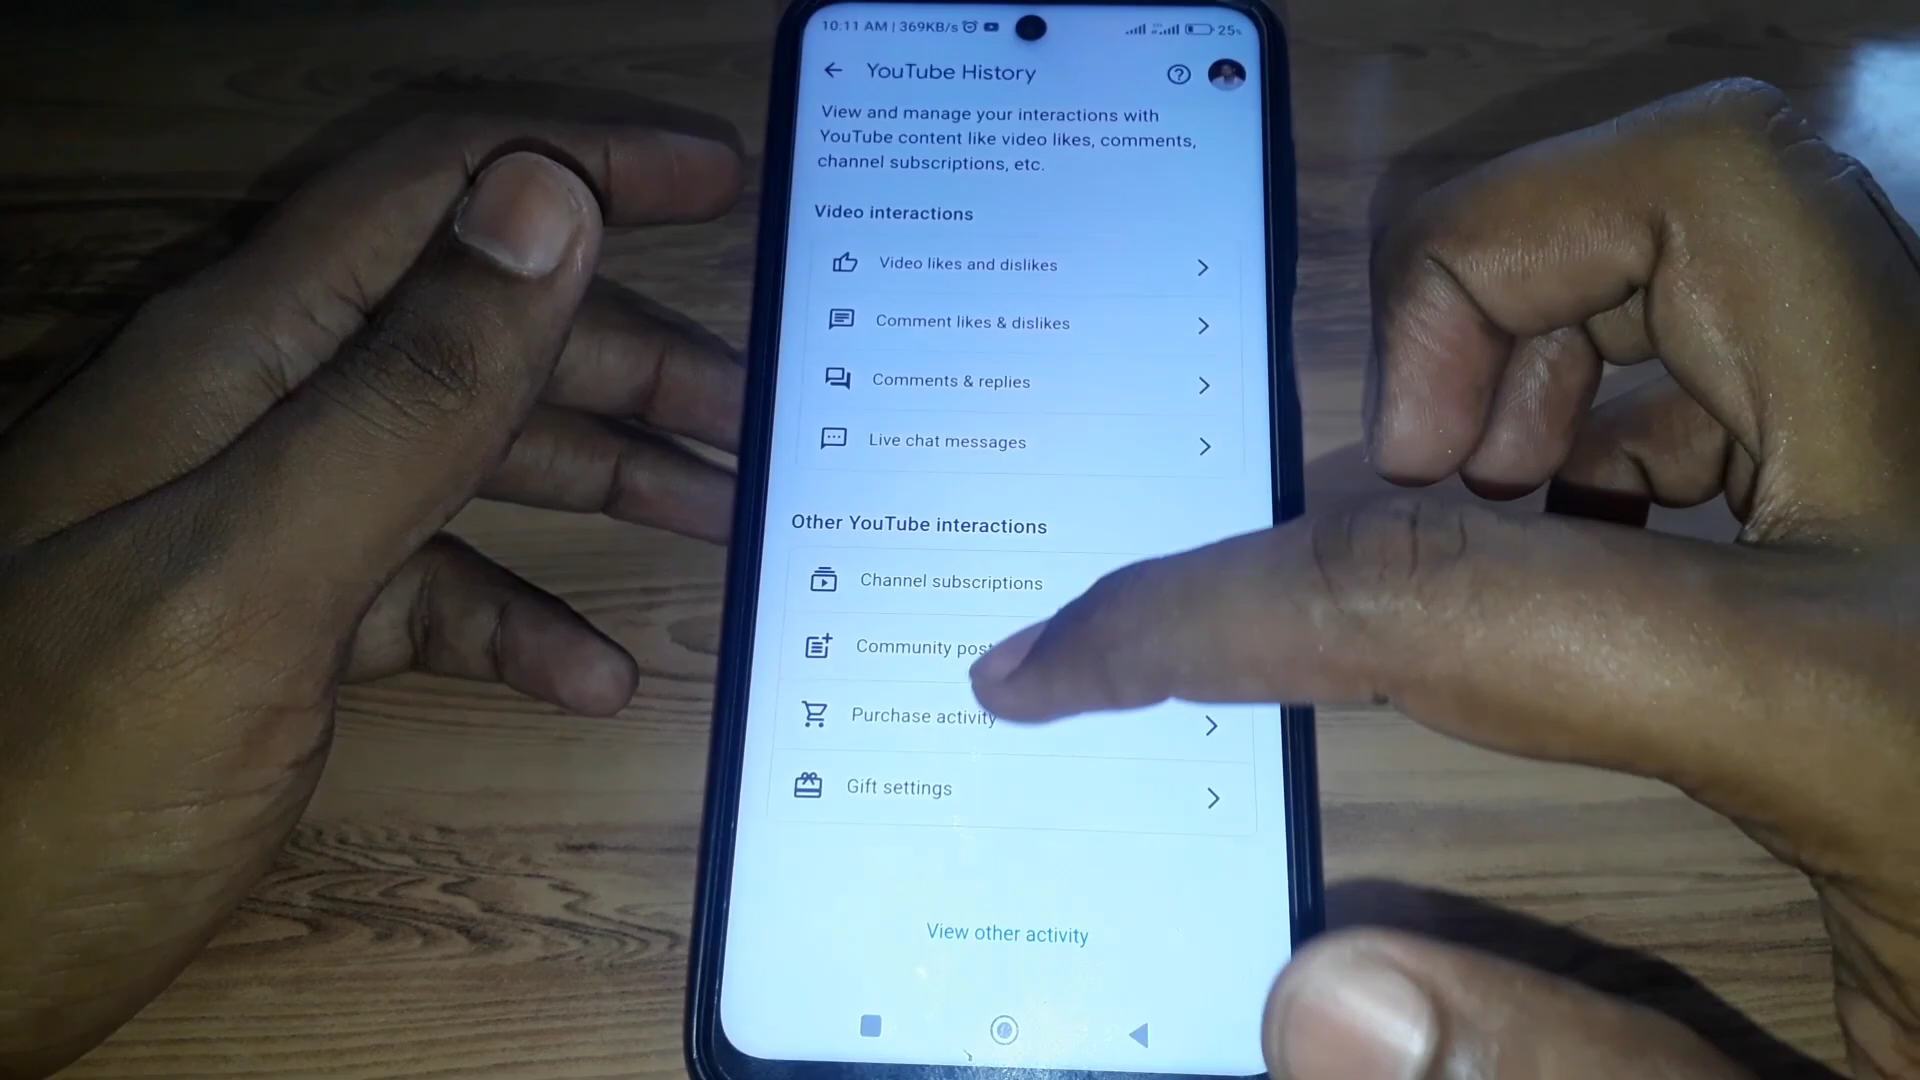 10:11 AM | 369KB/s 25%
YouTube History
View and manage your interactions with
YouTube content like video likes, comments,
channel subscriptions, etc.
Video interactions
Video likes and dislikes
Comment likes & dislikes
Comments & replies
Live chat messages
Other YouTube interactions
Channel subscriptions
Community post
Purchase activity
Gift settings
View other activity